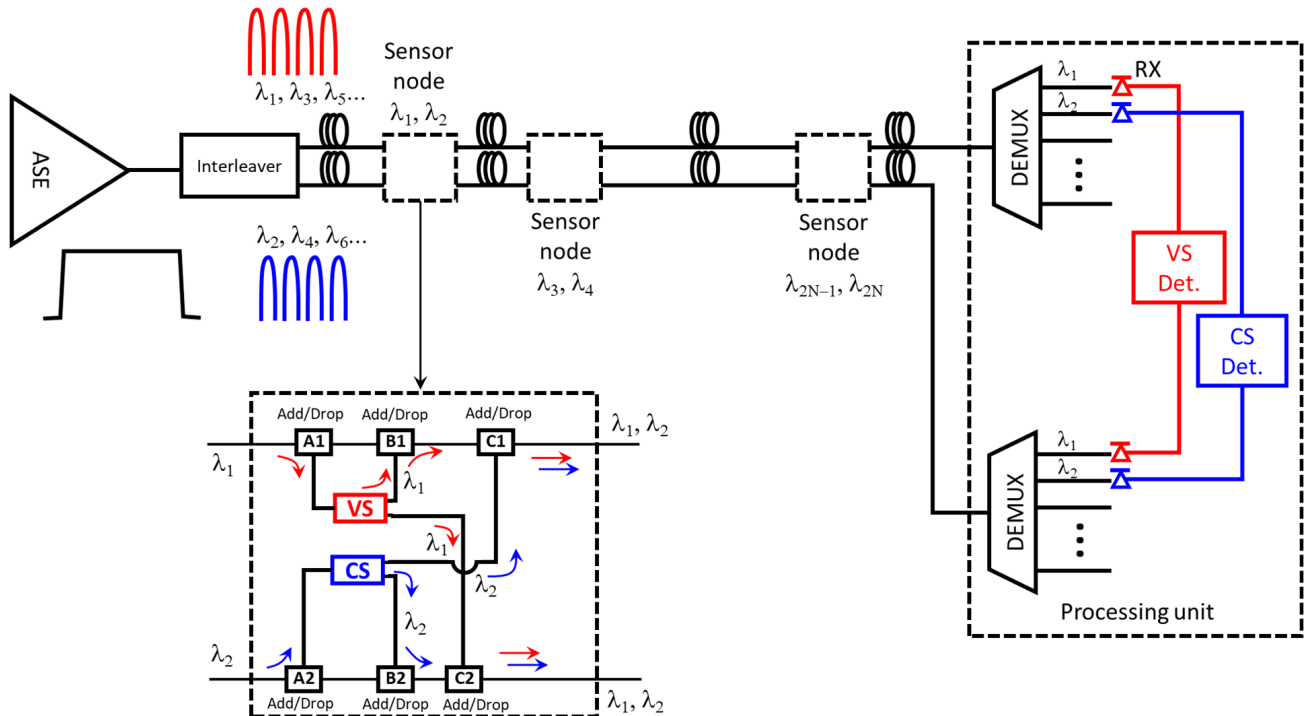 λ1, λ3, λ5...
Sensor
node
λ1, λ2
ASE
Interleaver
λ2, λ4, λ6...
Sensor
node
λ3, λ4
Sensor
node
λ2N–1, λ2N
DEMUX
λ1
λ2
RX
VS
Det.
CS
Det.
DEMUX
λ1
λ2
Processing unit
Add/Drop
Add/Drop
Add/Drop
A1
B1
C1
λ1, λ2
λ1
λ1
VS
λ1
CS
λ2
λ2
λ2
A2
B2
C2
Add/Drop
Add/Drop
Add/Drop
λ1, λ2